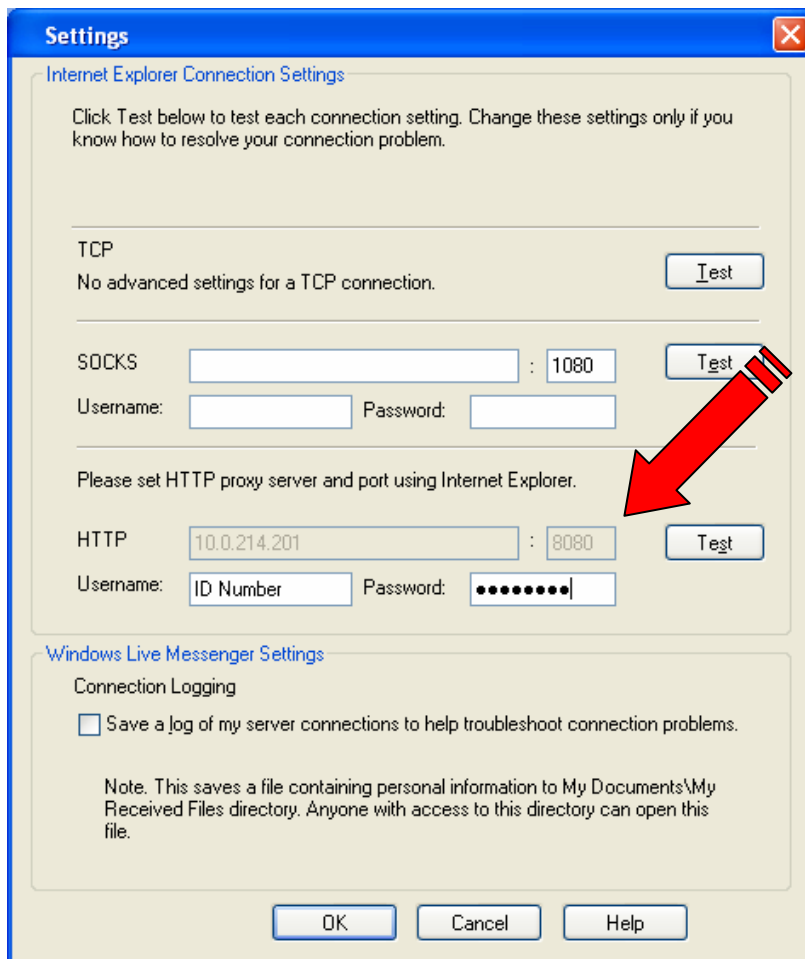 Settings
Internet Explorer Connection Settings
Click Test below to test each connection setting. Change these settings only if you
know how to resolve your connection problem.
TCP
No advanced settings for a TCP connection.
Test
SOCKS
:
1080
Test
Username:
Password:
Please set HTTP proxy server and port using Internet Explorer.
HTTP
10.0.214.201
:
8080
Test
Username:
ID Number
Password:
●●●●●●●●
Windows Live Messenger Settings
Connection Logging
Save a log of my server connections to help troubleshoot connection problems.
Note. This saves a file containing personal information to My Documents\My
Received Files directory. Anyone with access to this directory can open this
file.
OK
Cancel
Help